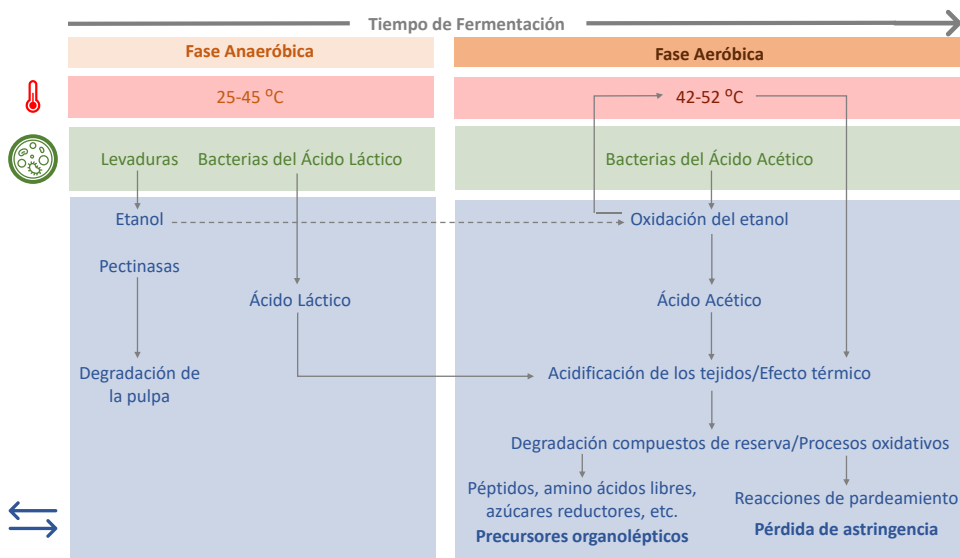 Tiempo de Fermentación
Fase Anaeróbica
Fase Aeróbica
25-45 °C
42-52 °C
Levaduras
Bacterias del Ácido Láctico
Bacterias del Ácido Acético
Etanol
Oxidación del etanol
Pectinasas
Ácido Láctico
Ácido Acético
Degradación de
la pulpa
Acidificación de los tejidos/Efecto térmico
Degradación compuestos de reserva/Procesos oxidativos
Péptidos, amino ácidos libres,
azúcares reductores, etc.
Precursores organolépticos
Reacciones de pardeamiento
Pérdida de astringencia